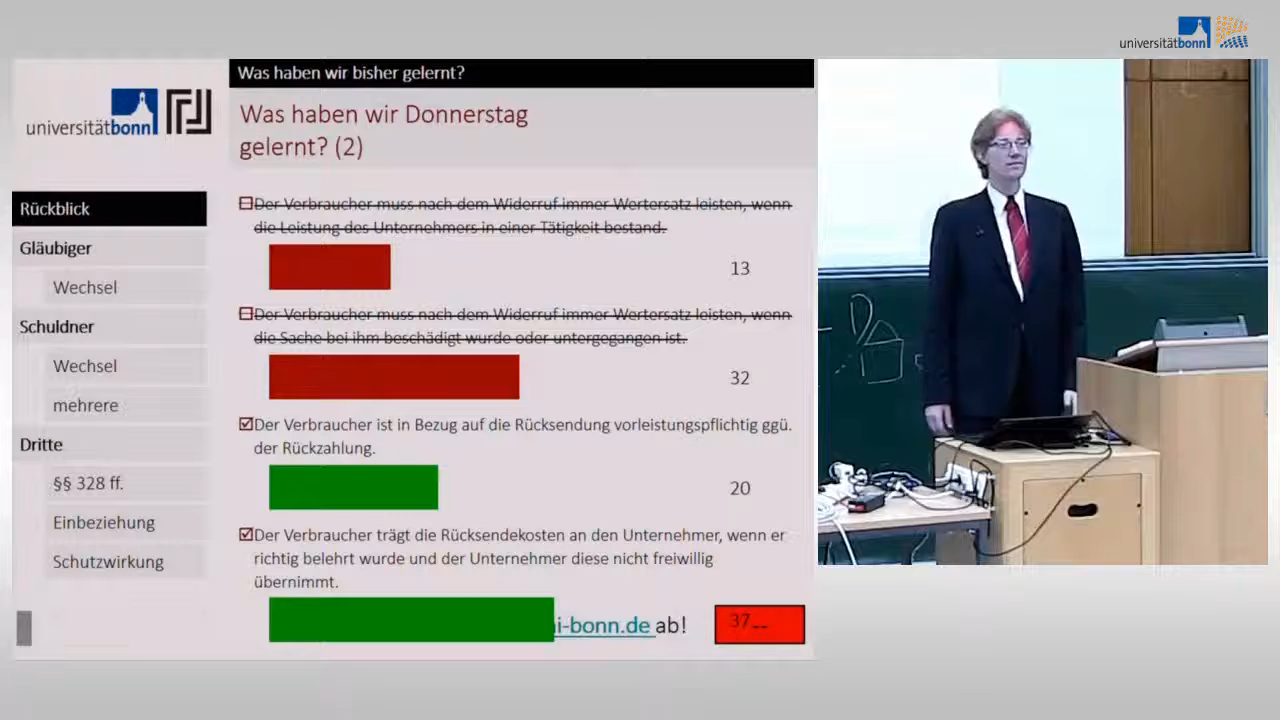 universitätbonn
Was haben wir bisher gelernt?
universitätbonn
Was haben wir Donnerstag
gelernt? (2)
Rückblick
Gläubiger
Wechsel
Schuldner
Wechsel
mehrere
Dritte
§§ 328 ff.
Einbeziehung
Schutzwirkung
Der Verbraucher muss nach dem Widerruf immer Wertersatz leisten, wenn
die Leistung des Unternehmers in einer Tätigkeit bestand.
13
Der Verbraucher muss nach dem Widerruf immer Wertersatz leisten, wenn
die Sache bei ihm beschädigt wurde oder untergegangen ist.
32
Der Verbraucher ist in Bezug auf die Rücksendung vorleistungspflichtig ggü.
der Rückzahlung.
20
Der Verbraucher trägt die Rücksendekosten an den Unternehmer, wenn er
richtig belehrt wurde und der Unternehmer diese nicht freiwillig
übernimmt.
i-bonn.de ab!
37
D